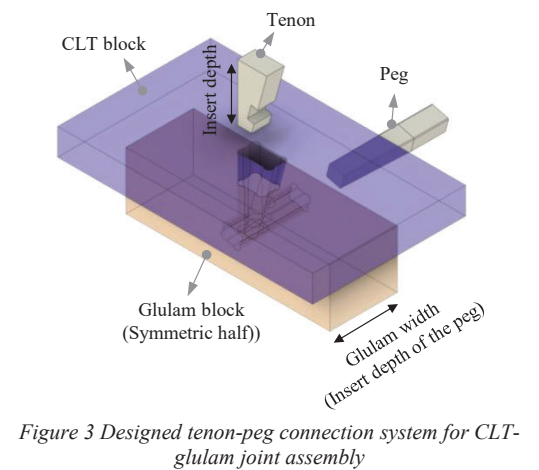 Tenon
CLT block
Insert depth
Peg
Glulam block
(Symmetric half))
Glulam width
(Insert depth of the peg)
Figure 3 Designed tenon-peg connection system for CLT-
glulam joint assembly